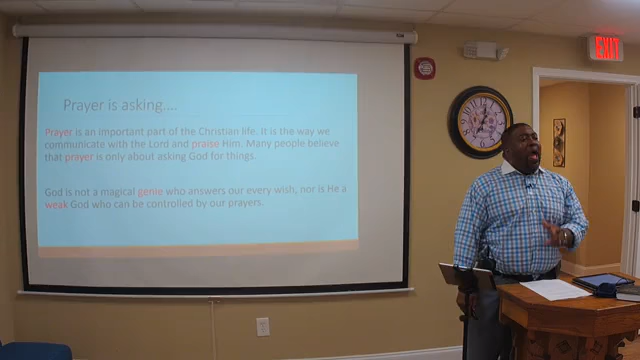 Prayer is asking....
Prayer is an important part of the Christian life. It is the way we
communicate with the Lord and praise Him. Many people believe
that prayer is only about asking God for things.
God is not a magical genie who answers our every wish, nor is He a
weak God who can be controlled by our prayers.
EXIT